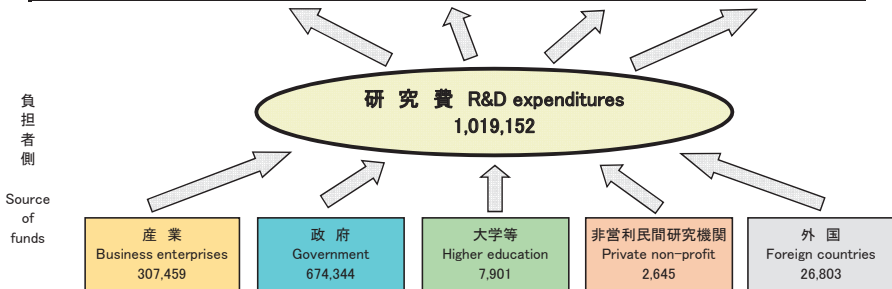 研 究 費 R&D expenditures
1,019,152
負
担
者
側
Source
of
funds
産 業
Business enterprises
307,459
政 府
Government
674,344
大学等
Higher education
7,901
非営利民間研究機関
Private non-profit
2,645
外 国
Foreign countries
26,803